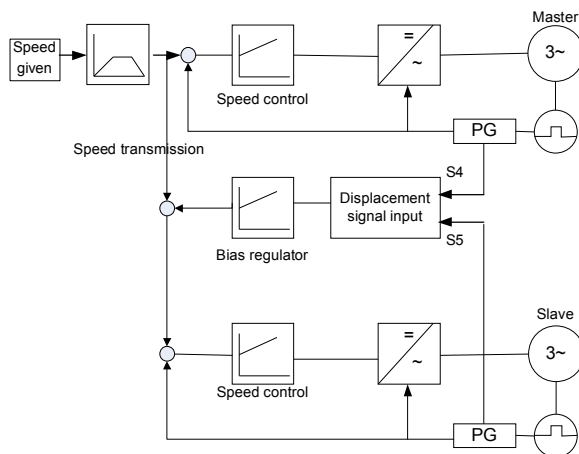 Master
Speed
given
=
~
3~
Speed control
PG
Speed transmission
S4
Displacement
signal input
S5
Bias regulator
Slave
=
~
3~
Speed control
PG